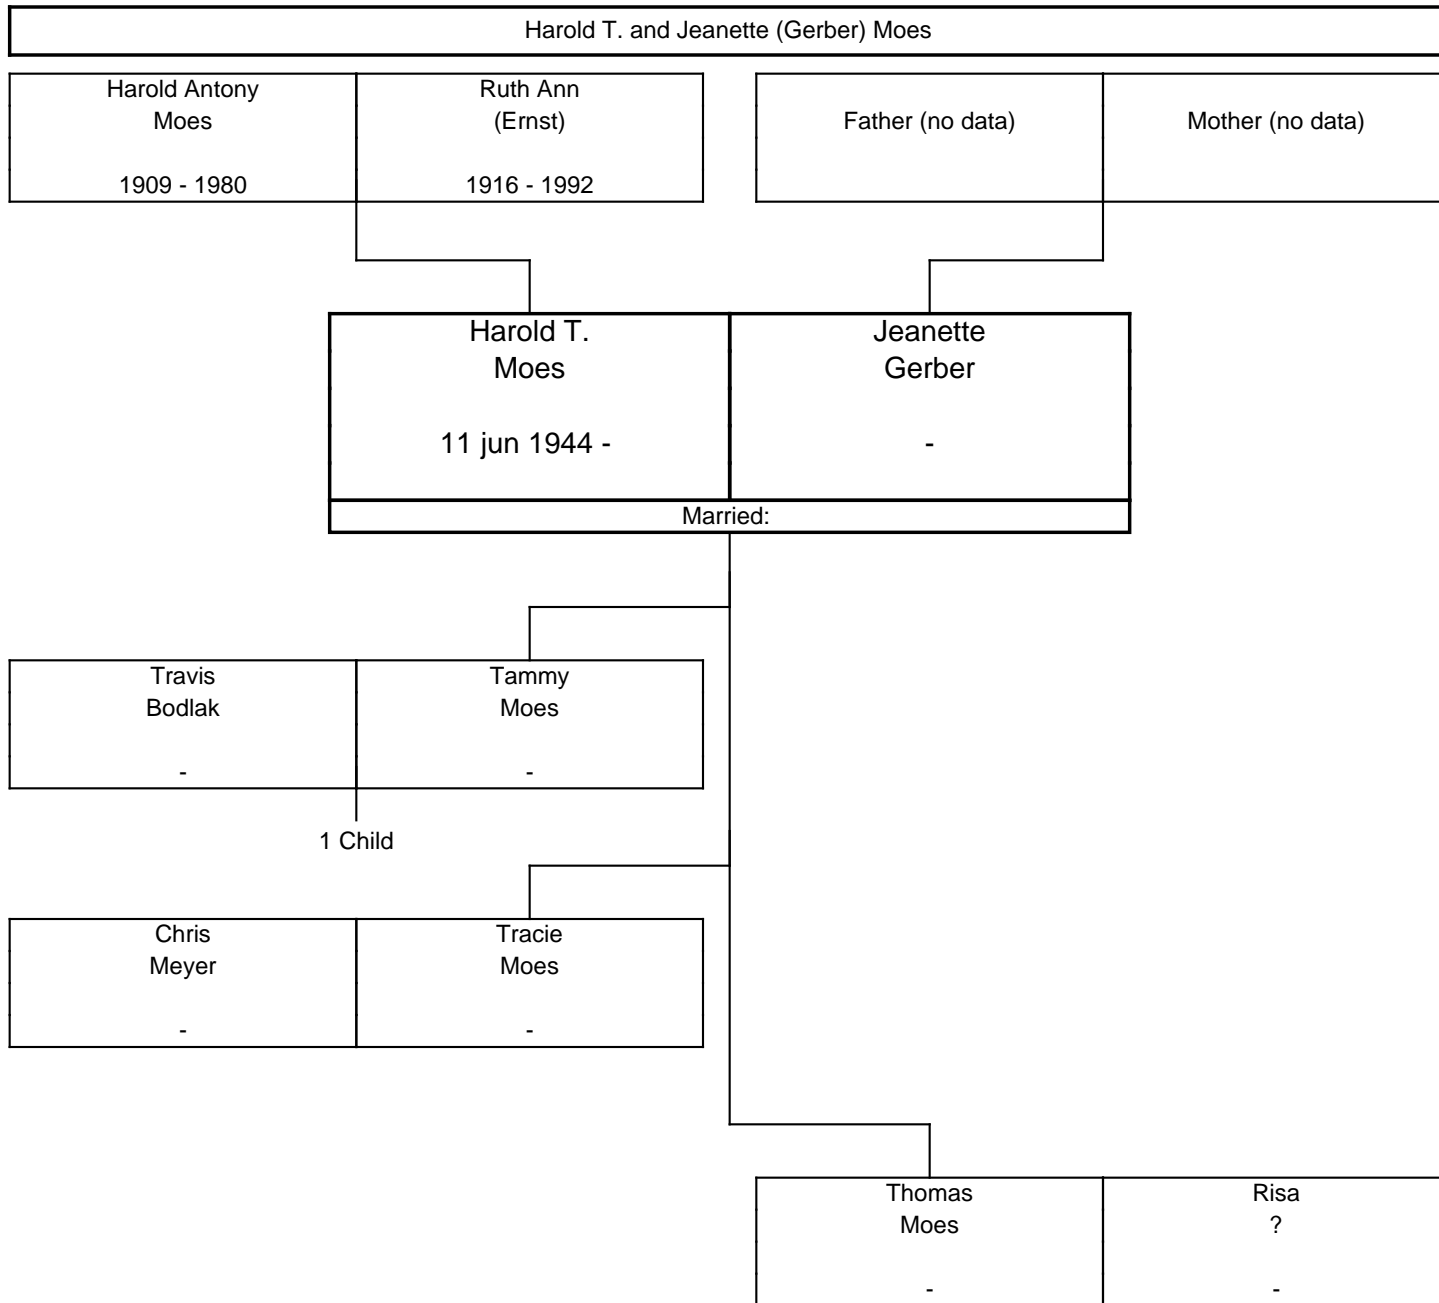 Harold T. and Jeanette (Gerber) Moes
Harold Antony
Moes
1909 - 1980
Ruth Ann
(Ernst)
1916 - 1992
Father (no data)
Mother (no data)
Harold T.
Moes
11 jun 1944 -
Jeanette
Gerber
-
Married:
Travis
Bodlak
-
Tammy
Moes
-
1 Child
Chris
Meyer
-
Tracie
Moes
-
Thomas
Moes
-
Risa
?
-